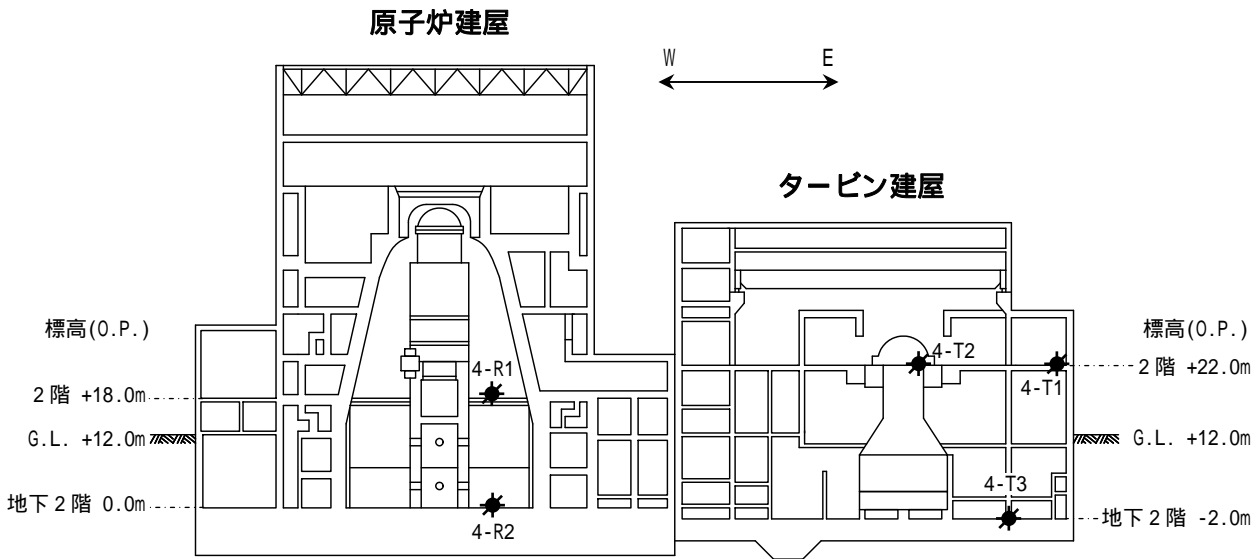 原子炉建屋
W E
タービン建屋
標高(O.P.)
標高(O.P.)
4-T2
4-R1
2階 +22.0m
4-T1
2階 +18.0m
G.L. +12.0m
G.L. +12.0m
4-T3
地下2階 0.0m
地下2階 -2.0m
4-R2